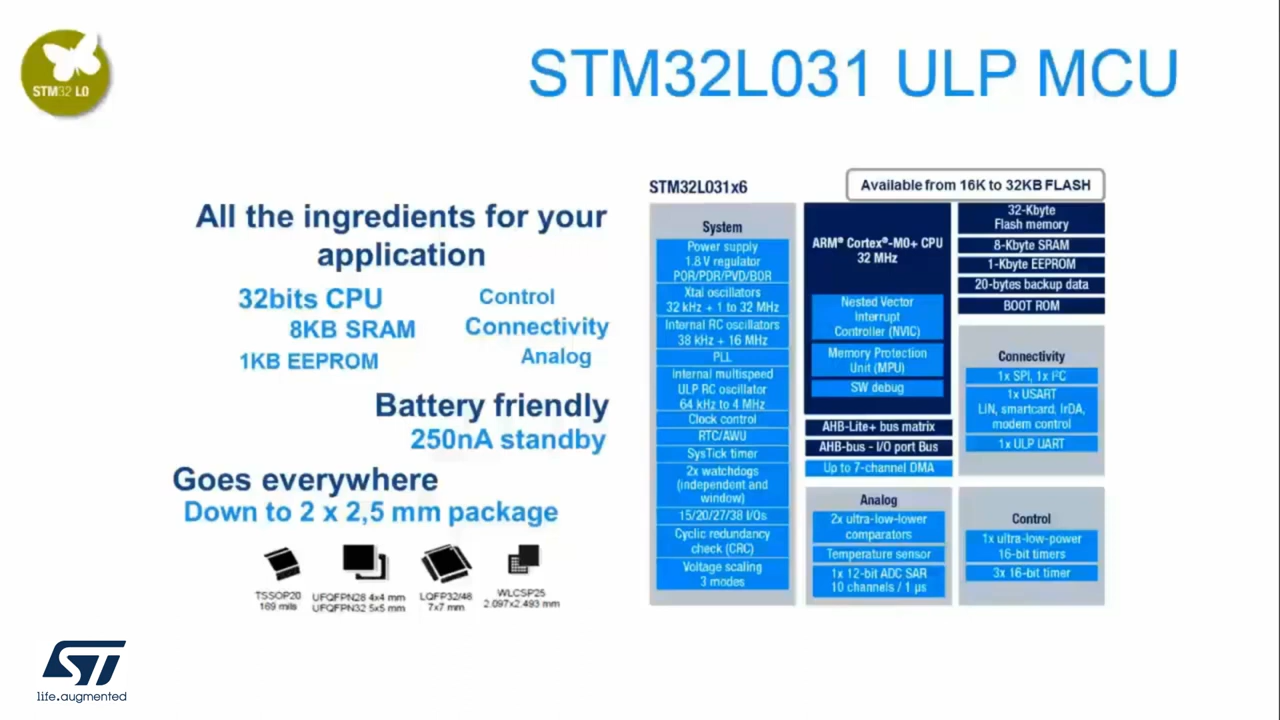 STM32 L0
STM32L031 ULP MCU
All the ingredients for your
application
32bits CPU
Control
8KB SRAM
Connectivity
1KB EEPROM
Analog
Battery friendly
250nA standby
Goes everywhere
Down to 2 x 2,5 mm package
TSSOP20
169 mils
UFQFPN28 4x4 mm
UFQFPN32 5x5 mm
LQFP32/48
7x7 mm
WLCSP25
2.097x2.493 mm
STM32L031x6
Available from 16K to 32KB FLASH
System
Power supply
1.8 V regulator
POR/PDR/PVD/BOR
Xtal oscillators
32 kHz + 1 to 32 MHz
Internal RC oscillators
38 kHz + 16 MHz
PLL
Internal multispeed
ULP RC oscillator
64 kHz to 4 MHz
Clock control
RTC/AWU
SysTick timer
2x watchdogs
(independent and
window)
15/20/27/38 I/Os
Cyclic redundancy
check (CRC)
Voltage scaling
3 modes
ARM® Cortex®-M0+ CPU
32 MHz
Nested Vector
Interrupt
Controller (NVIC)
Memory Protection
Unit (MPU)
SW debug
AHB-Lite+ bus matrix
AHB-bus - I/O port Bus
Up to 7-channel DMA
Analog
2x ultra-low-lower
comparators
Temperature sensor
1x 12-bit ADC SAR
10 channels / 1 µs
32-Kbyte
Flash memory
8-Kbyte SRAM
1-Kbyte EEPROM
20-bytes backup data
BOOT ROM
Connectivity
1x SPI, 1x I²C
1x USART
LIN, smartcard, IrDA,
modem control
1x ULP UART
Control
1x ultra-low-power
16-bit timers
3x 16-bit timer
ST
life.augmented